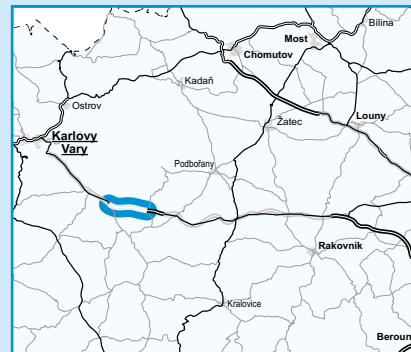 Bílina
Most
Chomutov
Kadaň
Ostrov
Louny
Žatec
Karlovy
Vary
Podbořany
Rakovník
Kralovice
Beroun